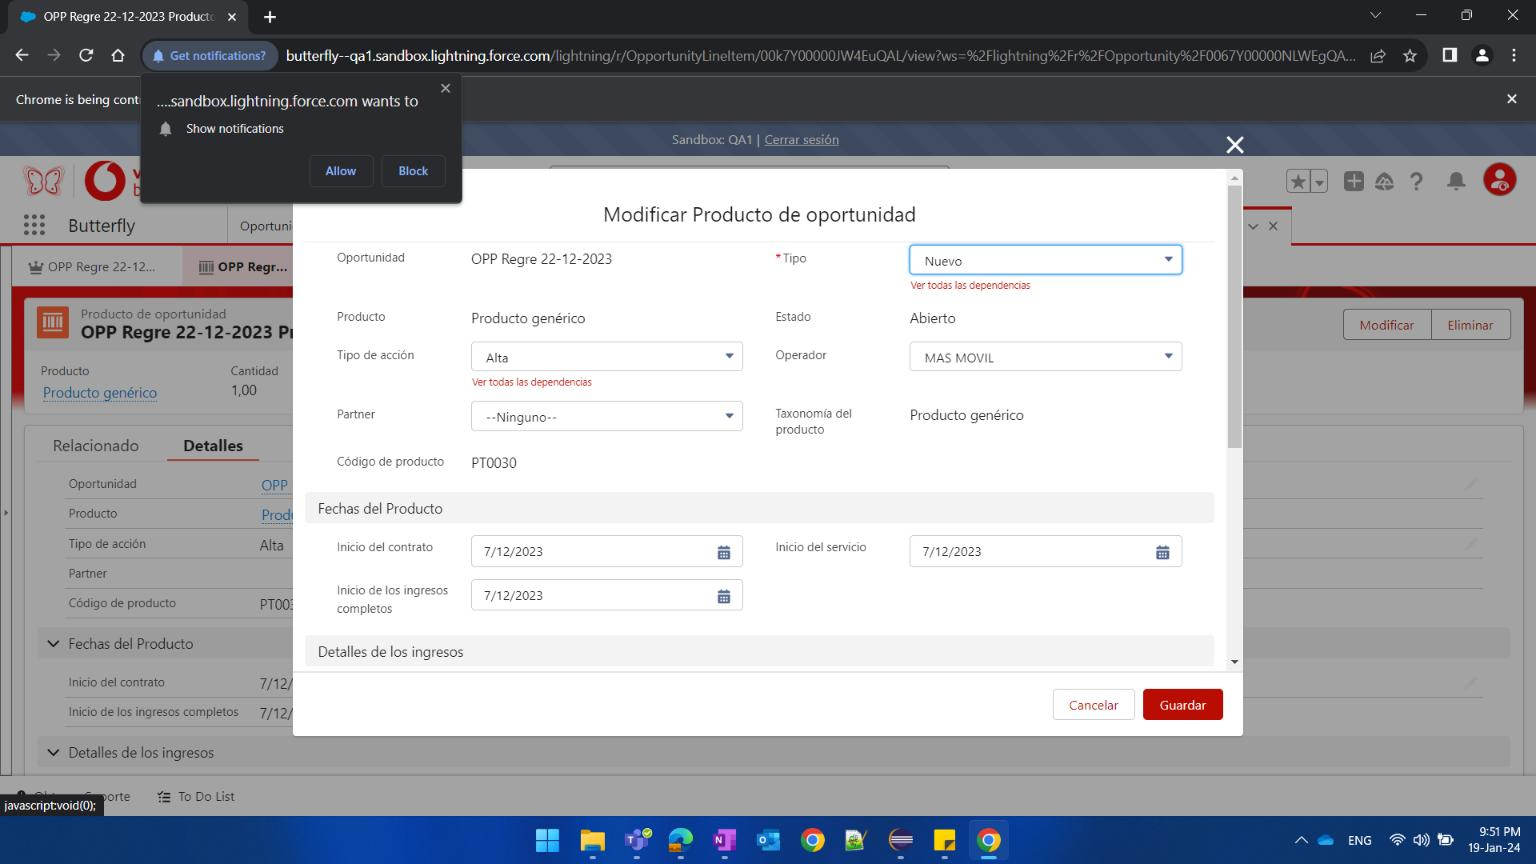 OPP Regre 22-12-2023 Producto
Get notifications?
butterfly--qa1.sandbox.lightning.force.com/lightning/r/OpportunityLineItem/00k7Y00000JW4EuQAL/view?ws=%2Flightning%2Fr%2FOpportunity%2F0067Y00000NLWEgQA...
Chrome is being cont
....sandbox.lightning.force.com wants to
Show notifications
Allow
Block
Sandbox: QA1 | Cerrar sesión
Butterfly
Oportuni
OPP Regre 22-12...
OPP Regr...
Producto de oportunidad
OPP Regre 22-12-2023 P
Modificar
Eliminar
Producto
Cantidad
Producto genérico
1,00
Relacionado
Detalles
Oportunidad
OPP
Producto
Prod
Tipo de acción
Alta
Partner
Código de producto
PT003
Fechas del Producto
Inicio del contrato
7/12/
Inicio de los ingresos completos
7/12/
Detalles de los ingresos
Modificar Producto de oportunidad
Oportunidad
OPP Regre 22-12-2023
*Tipo
Nuevo
Ver todas las dependencias
Producto
Producto genérico
Estado
Abierto
Tipo de acción
Alta
Ver todas las dependencias
Operador
MAS MOVIL
Partner
--Ninguno--
Taxonomía del
producto
Producto genérico
Código de producto
PT0030
Fechas del Producto
Inicio del contrato
7/12/2023
Inicio del servicio
7/12/2023
Inicio de los ingresos
completos
7/12/2023
Detalles de los ingresos
Cancelar
Guardar
javascript:void(0);
porte
To Do List
ENG
9:51 PM
19-Jan-24